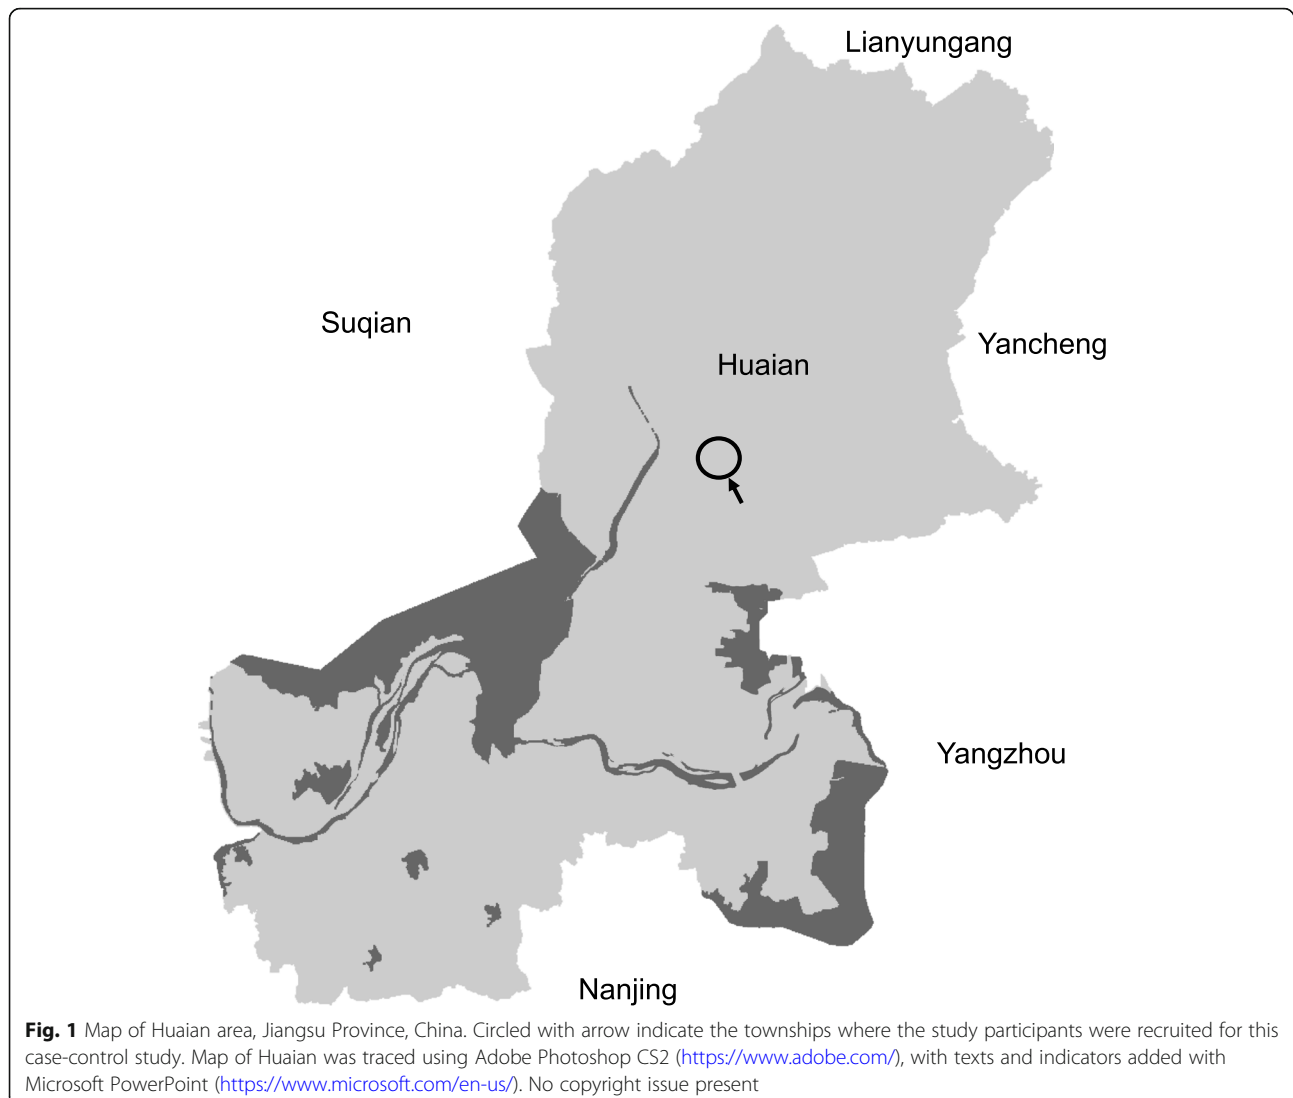 Lianyungang
Suqian
Yancheng
Huaian
Yangzhou
Nanjing
Fig. 1 Map of Huaian area, Jiangsu Province, China. Circled with arrow indicate the townships where the study participants were recruited for this
case-control study. Map of Huaian was traced using Adobe Photoshop CS2 (https://www.adobe.com/), with texts and indicators added with
Microsoft PowerPoint (https://www.microsoft.com/en-us/). No copyright issue present